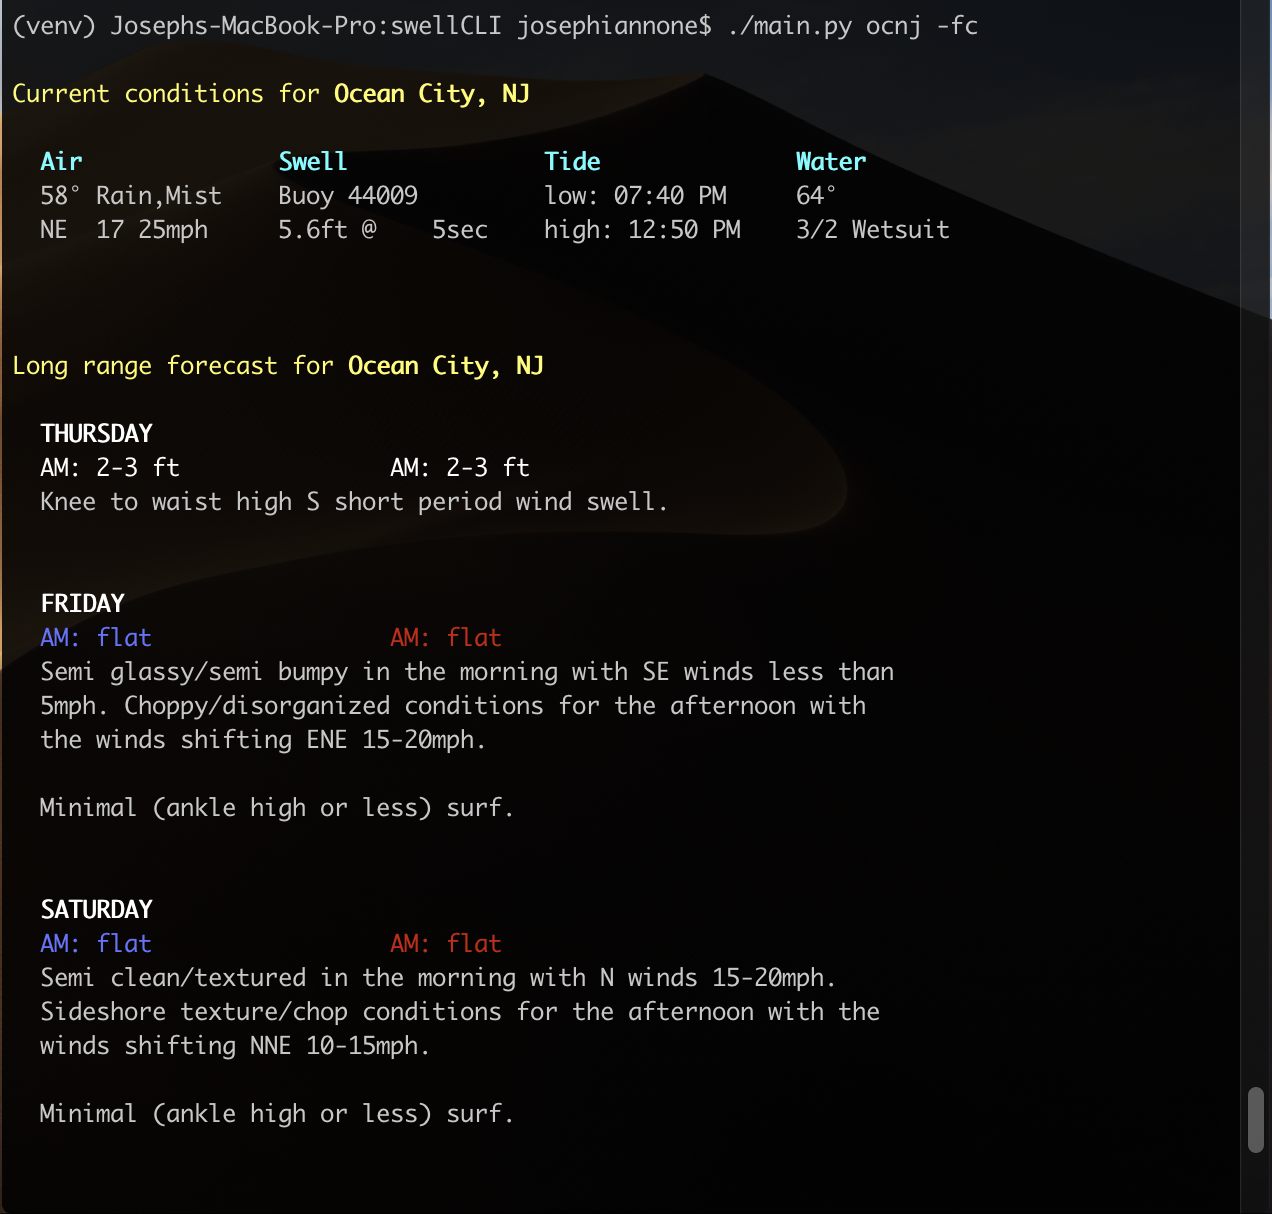 (venv) Josephs-MacBook-Pro:swellCLI josephiannone$ ./main.py ocnj -fc
Current conditions for Ocean City, NJ
Air Swell Tide Water
58° Rain,Mist Buoy 44009 low: 07:40 PM 64°
NE 17 25mph 5.6ft @ 5sec high: 12:50 PM 3/2 Wetsuit
Long range forecast for Ocean City, NJ
THURSDAY
AM: 2-3 ft AM: 2-3 ft
Knee to waist high S short period wind swell.
FRIDAY
AM: flat AM: flat
Semi glassy/semi bumpy in the morning with SE winds less than
5mph. Choppy/disorganized conditions for the afternoon with
the winds shifting ENE 15-20mph.
Minimal (ankle high or less) surf.
SATURDAY
AM: flat AM: flat
Semi clean/textured in the morning with N winds 15-20mph.
Sideshore texture/chop conditions for the afternoon with the
winds shifting NNE 10-15mph.
Minimal (ankle high or less) surf.